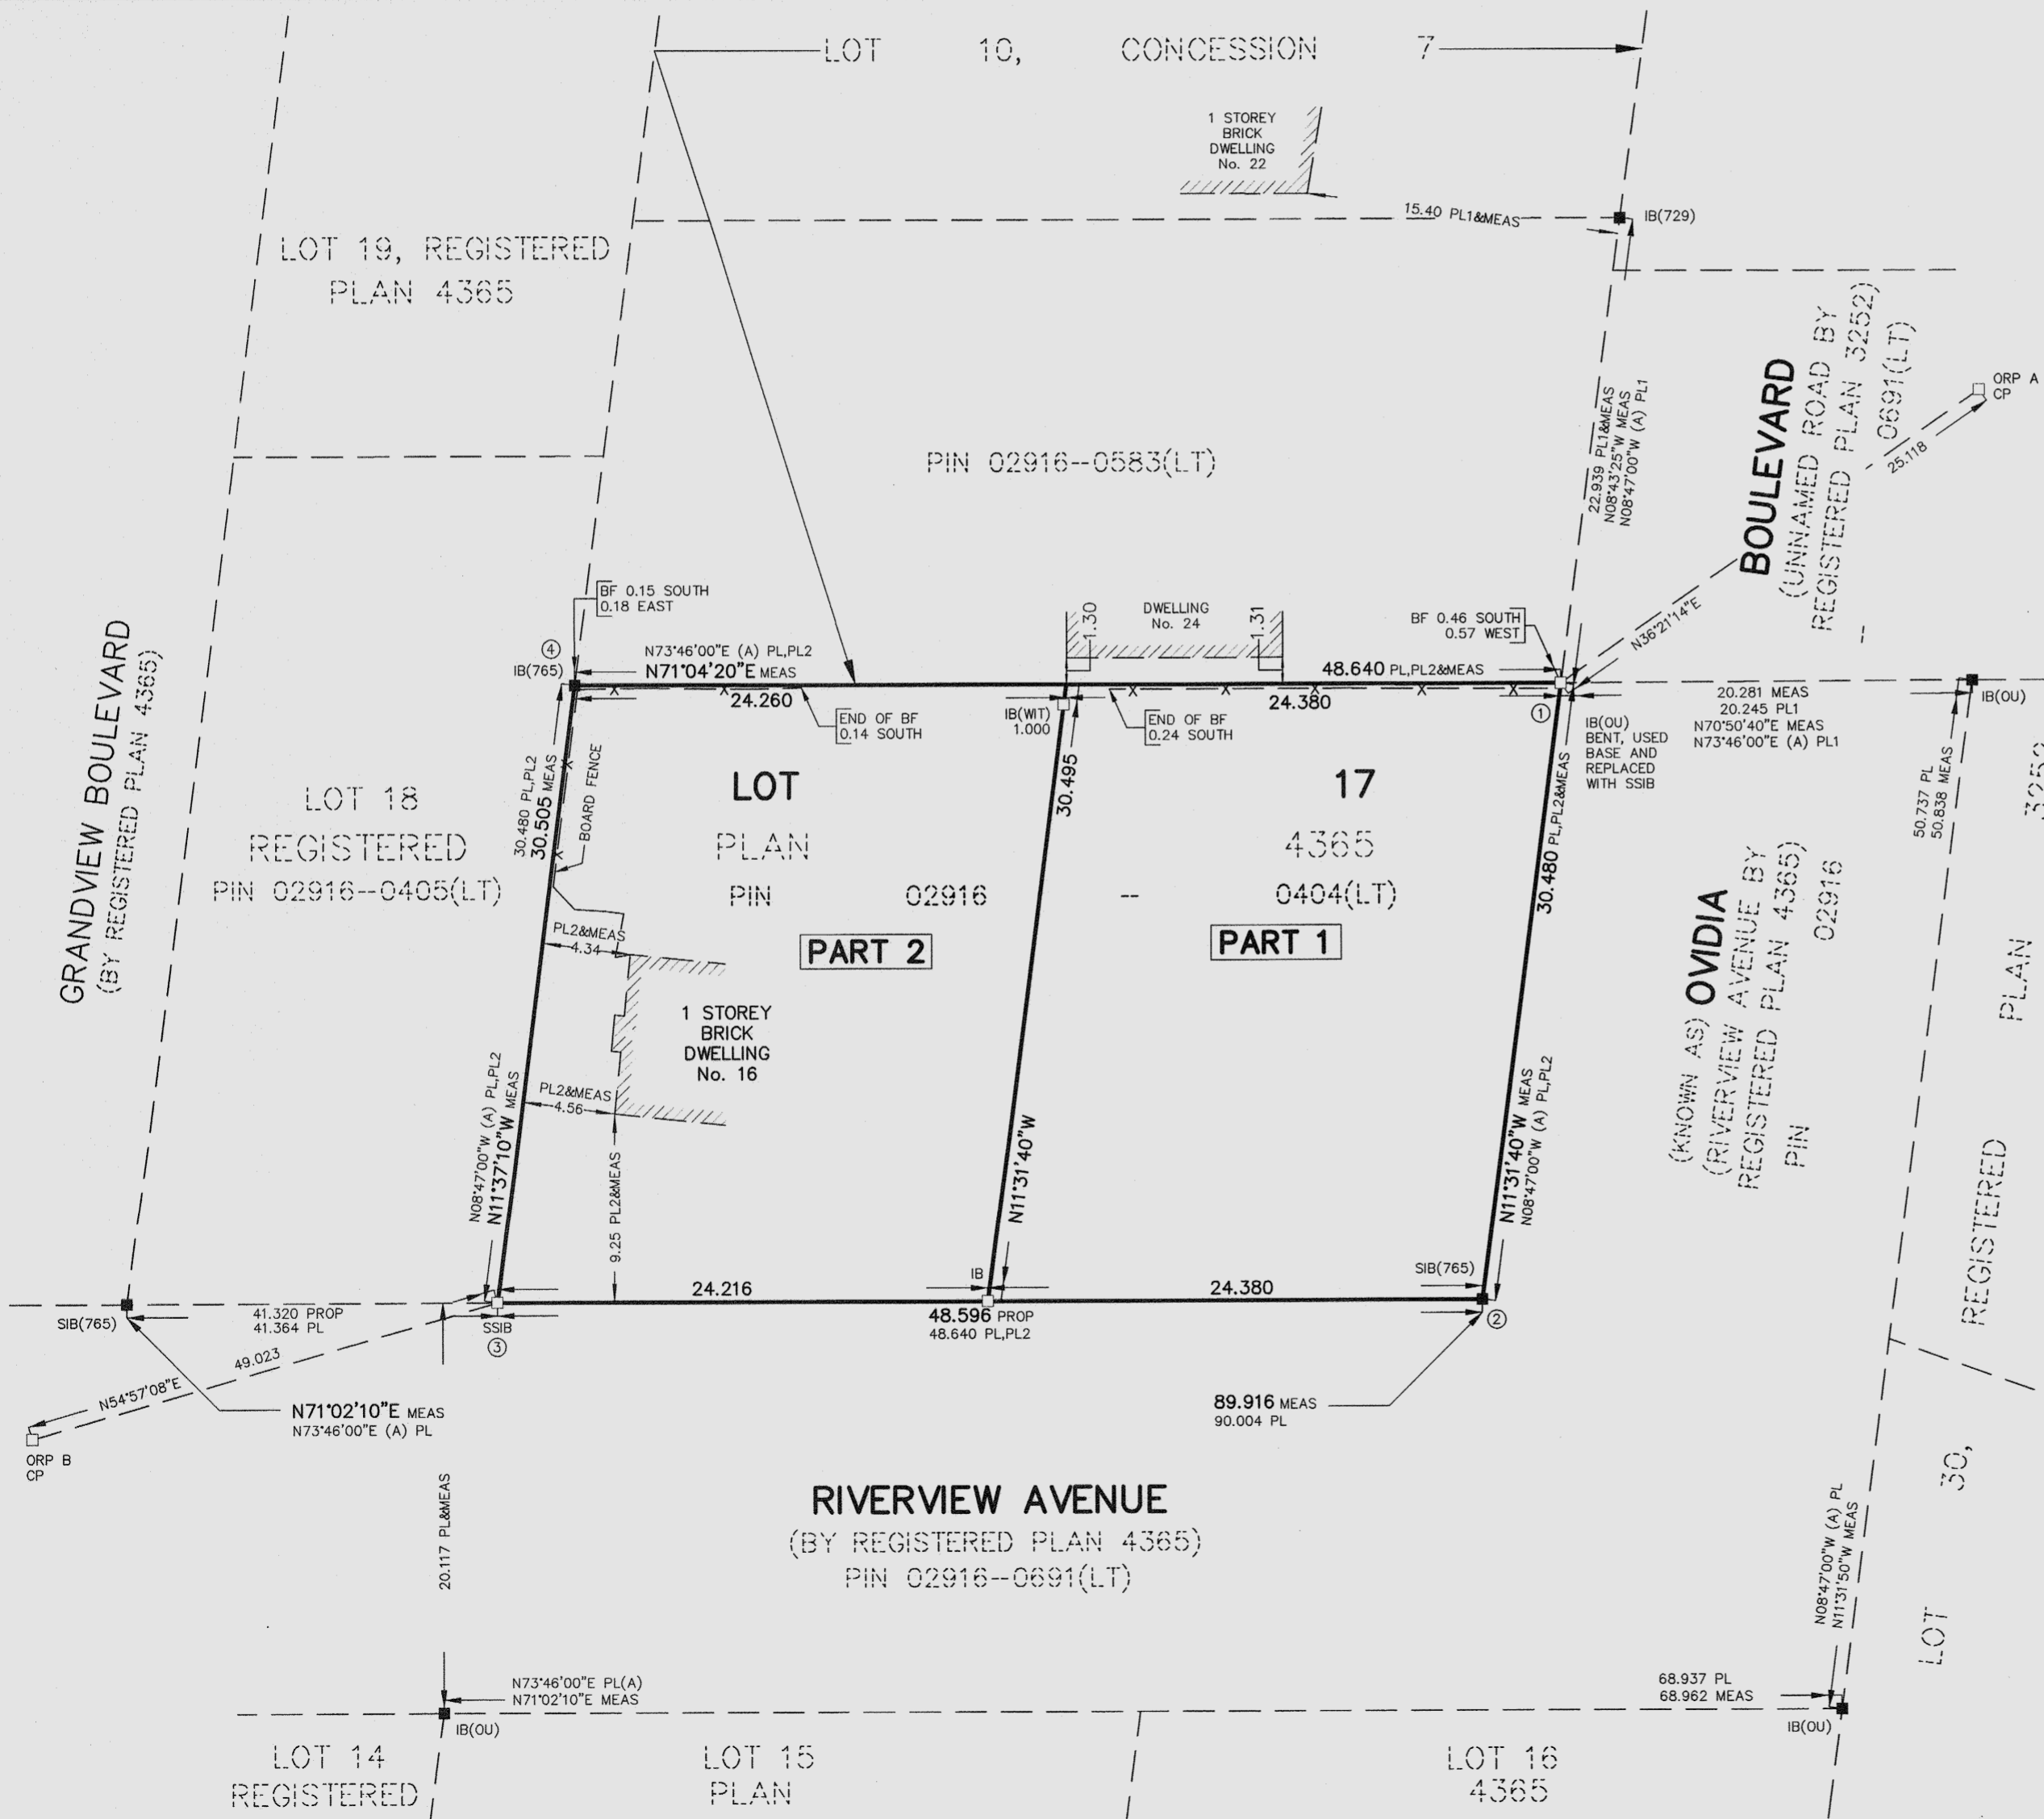 LOT 10, CONCESSION 7
1 STOREY
BRICK
DWELLING
No. 22
15.40 PL1&MEAS
IB(729)
LOT 19, REGISTERED
PLAN 4365
BOULEVARD
(UNNAMED ROAD BY
REGISTERED PLAN 3252)
0691(LT)
ORP A
CP
25.118
N36°21'14"E
PIN 02916--0583(LT)
22.939 PL1&MEAS
N08°43'25"W MEAS
N08°47'00"W (A) PL1
BF 0.15 SOUTH
0.18 EAST
4
IB(765)
N73°46'00"E (A) PL,PL2
N71°04'20"E MEAS
1.30
DWELLING
No. 24
1.31
BF 0.46 SOUTH
0.57 WEST
48.640 PL,PL2&MEAS
24.260
END OF BF
0.14 SOUTH
IB(WIT)
1.000
END OF BF
0.24 SOUTH
24.380
1
IB(OU)
BENT, USED
BASE AND
REPLACED
WITH SSIB
20.281 MEAS
20.245 PL1
N70°50'40"E MEAS
N73°46'00"E (A) PL1
IB(OU)
50.737 PL
50.838 MEAS
GRANDVIEW BOULEVARD
(BY REGISTERED PLAN 4365)
LOT 18
REGISTERED
PIN 02916--0405(LT)
30.480 PL,PL2
30.505 MEAS
BOARD FENCE
LOT 17
PLAN 4365
PIN 02916 -- 0404(LT)
PART 2
PART 1
30.495
30.480 PL,PL2&MEAS
PL2&MEAS
4.34
1 STOREY
BRICK
DWELLING
No. 16
PL2&MEAS
4.56
9.25 PL2&MEAS
N08°47'00"W (A) PL,PL2
N11°37'10"W MEAS
N11°31'40"W
N11°31'40"W MEAS
N08°47'00"W (A) PL,PL2
(KNOWN AS) OVIDIA
(RIVERVIEW AVENUE BY
REGISTERED PLAN 4365)
PIN 02916
REGISTERED PLAN 3252
SIB(765)
41.320 PROP
41.364 PL
SSIB
3
24.216
IB
24.380
SIB(765)
2
48.596 PROP
48.640 PL,PL2
49.023
N54°57'08"E
ORP B
CP
N71°02'10"E MEAS
N73°46'00"E (A) PL
89.916 MEAS
90.004 PL
20.117 PL&MEAS
RIVERVIEW AVENUE
(BY REGISTERED PLAN 4365)
PIN 02916--0691(LT)
N08°47'00"W (A) PL
N11°31'50"W MEAS
LOT 30,
N73°46'00"E PL(A)
N71°02'10"E MEAS
IB(OU)
68.937 PL
68.962 MEAS
IB(OU)
LOT 14
REGISTERED
LOT 15
PLAN
LOT 16
4365